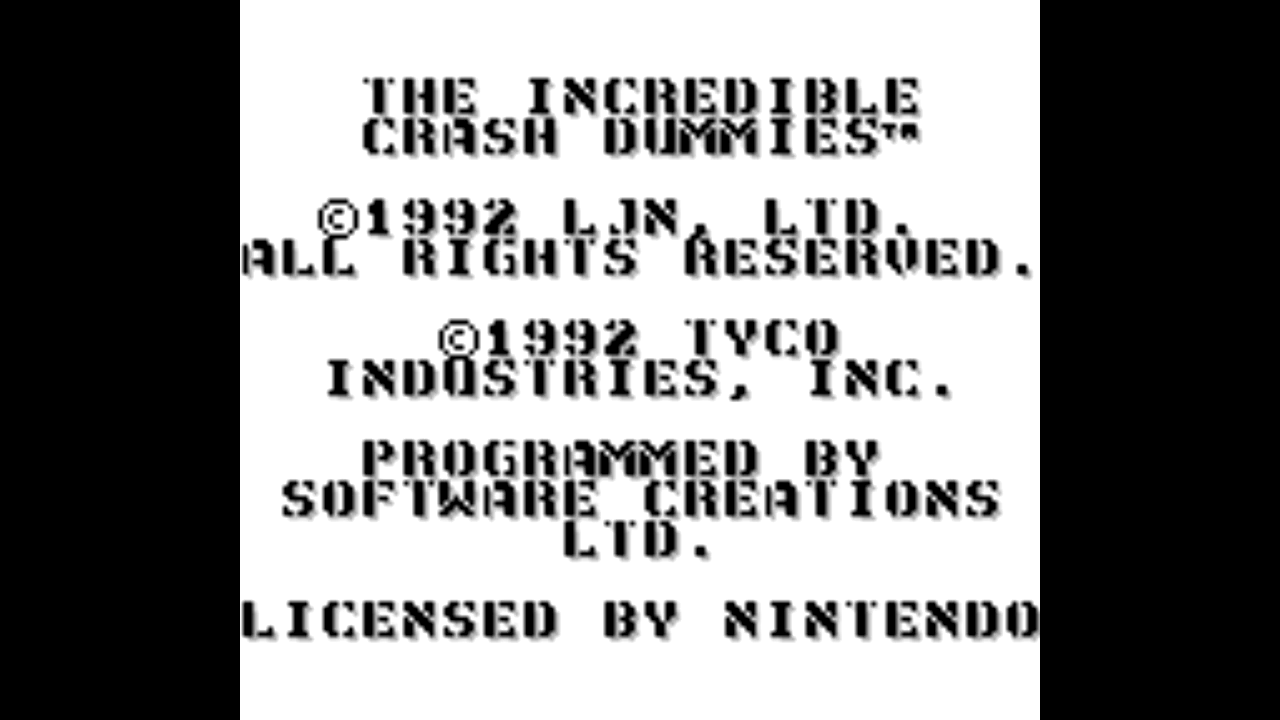 THE INCREDIBLE
CRASH DUMMIES™
©1992 LJN, LTD.
ALL RIGHTS RESERVED.
©1992 TYCO
INDUSTRIES, INC.
PROGRAMMED BY
SOFTWARE CREATIONS
LTD.
LICENSED BY NINTENDO